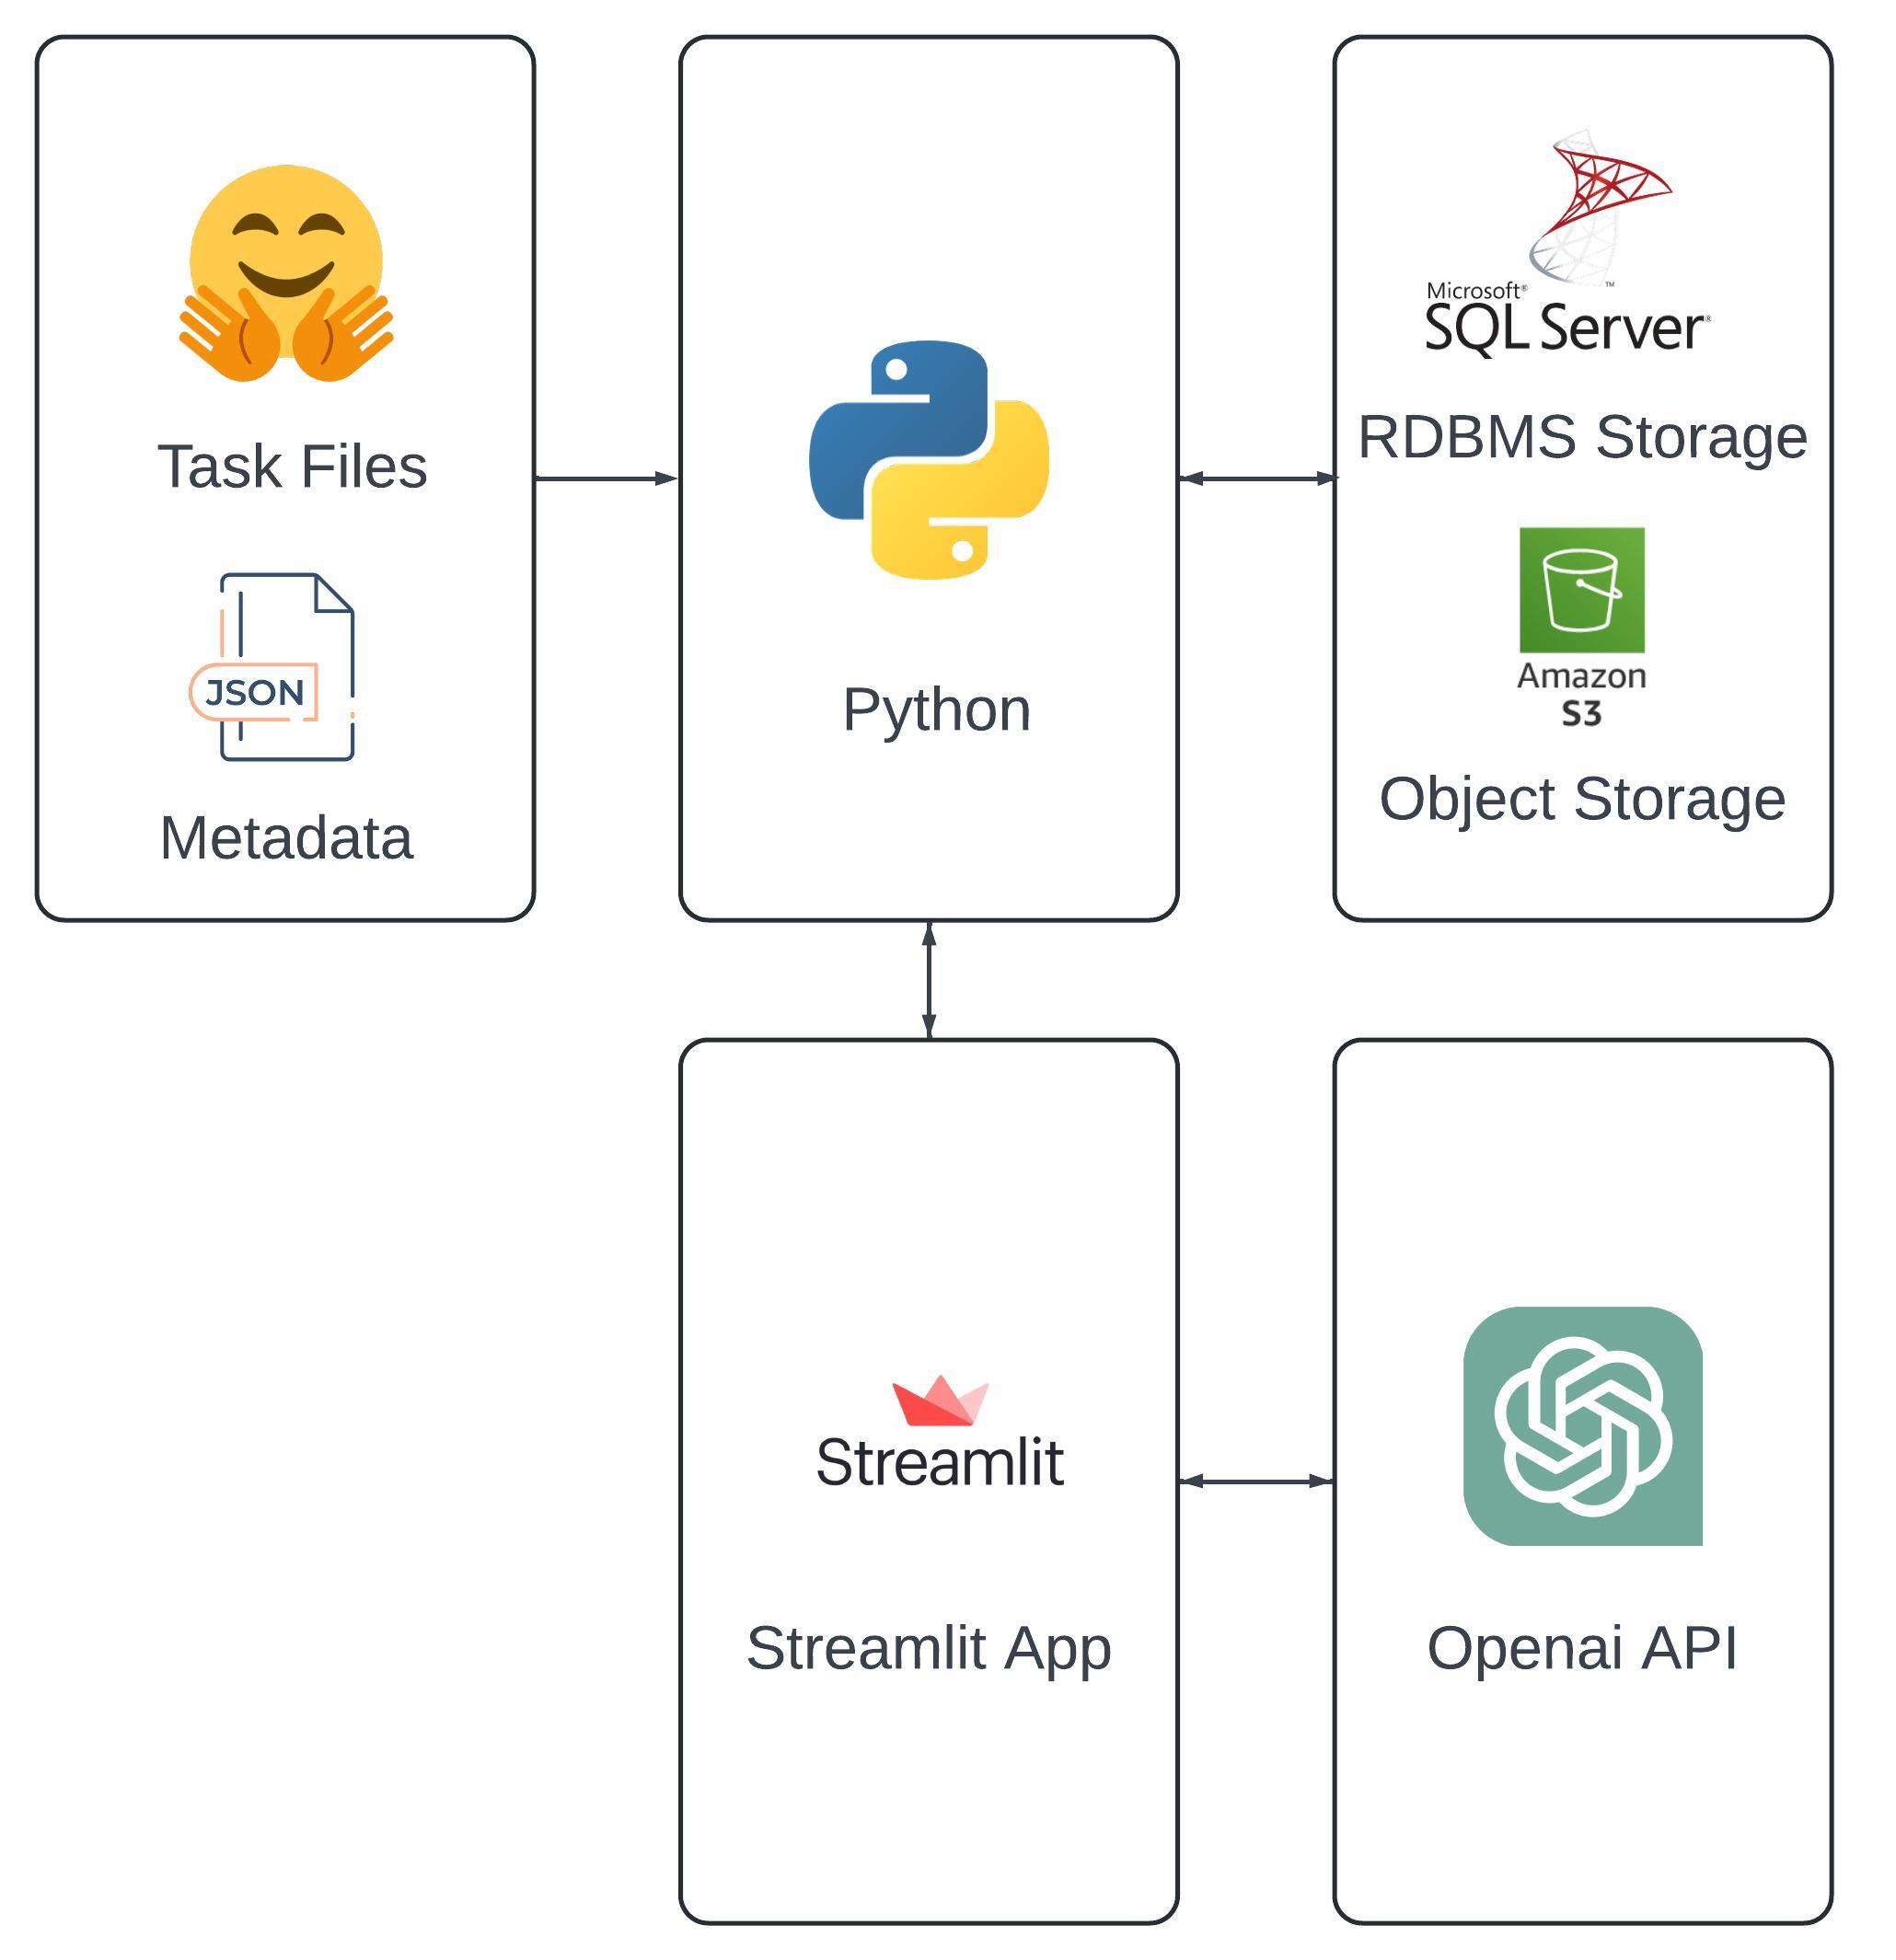 Task Files
JSON
Metadata
Python
Microsoft®
SQL Server®
™
RDBMS Storage
Amazon
S3
Object Storage
Streamlit
Streamlit App
Openai API